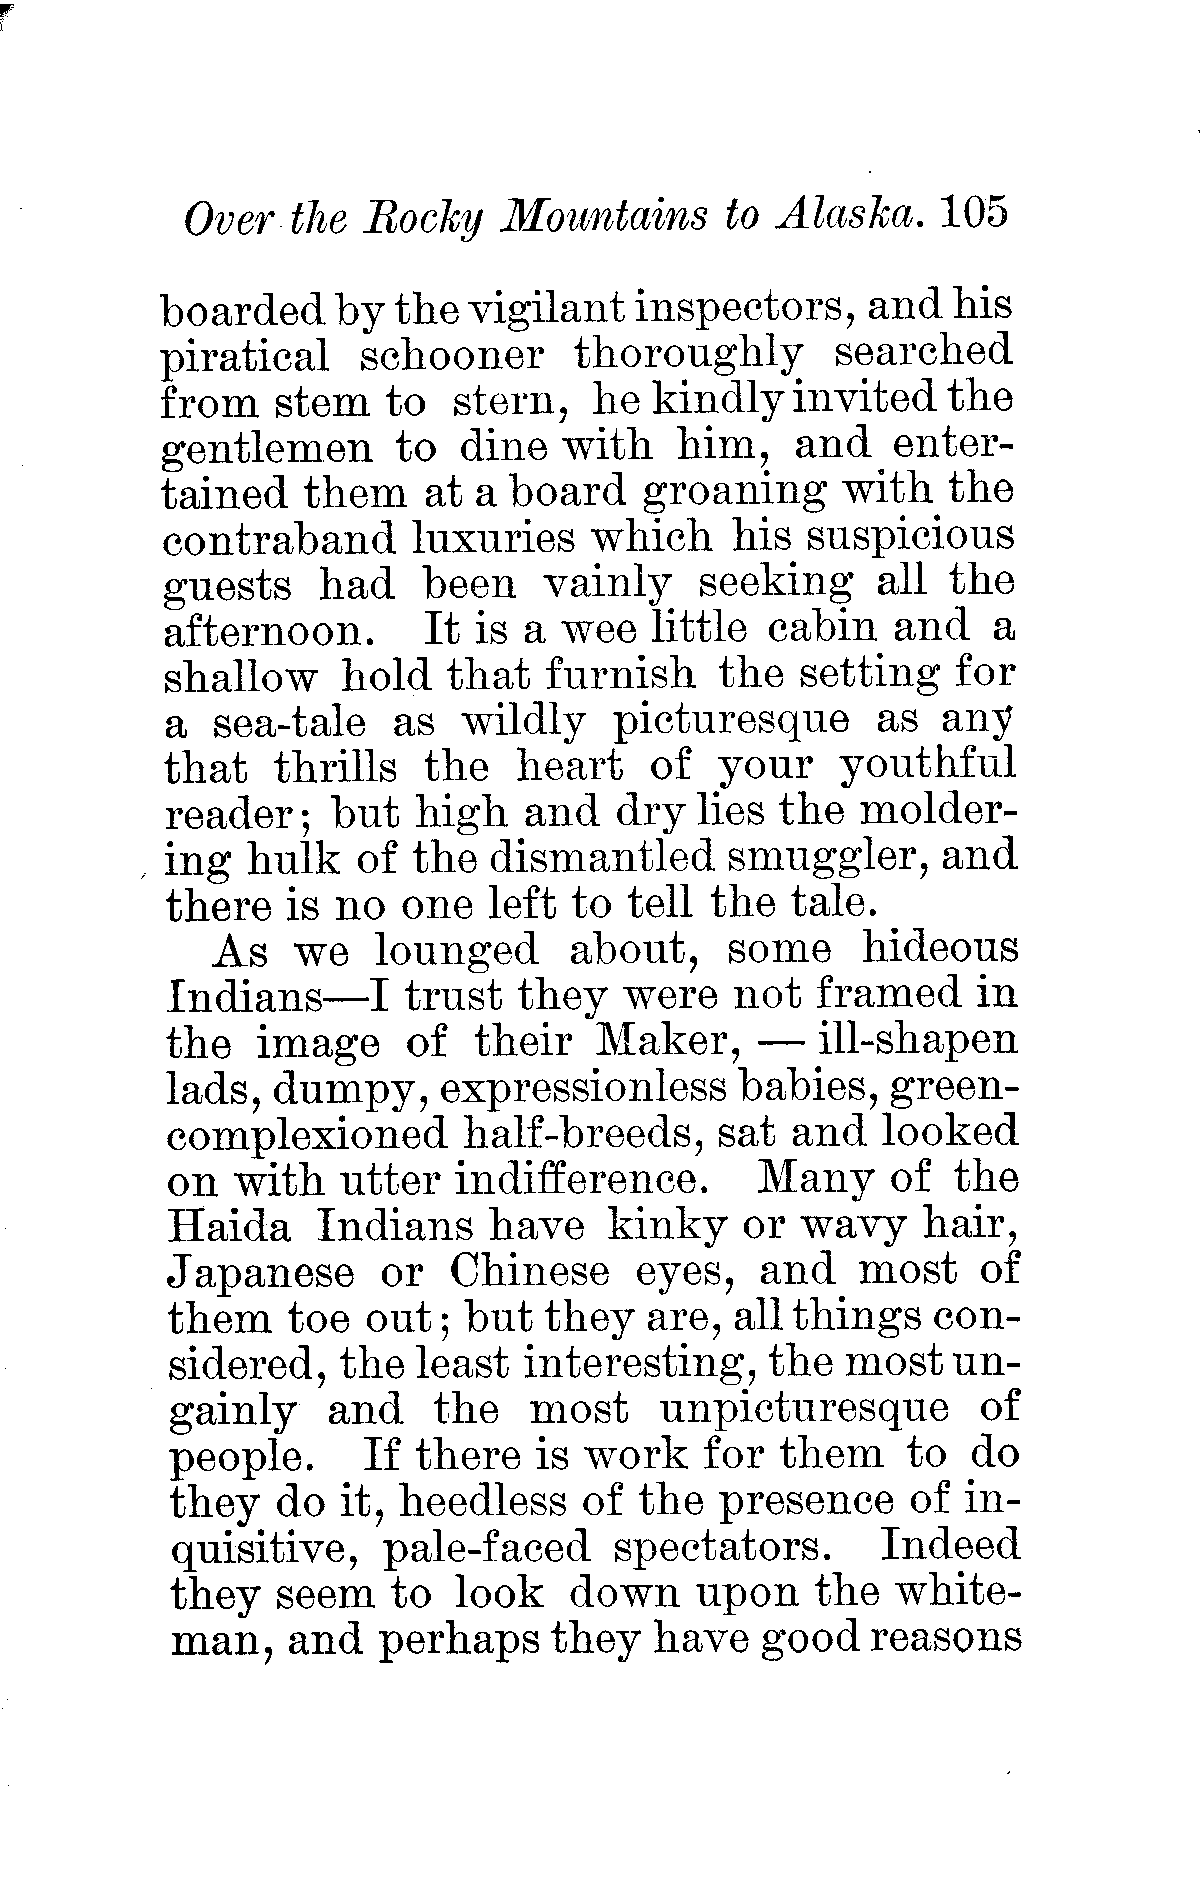 Over the Rocky Mountains to Alaska. 105
boarded by the vigilant inspectors, and his
piratical schooner thoroughly searched
from stem to stern, he kindly invited the
gentlemen to dine with him, and enter-
tained them at a board groaning with the
contraband luxuries which his suspicious
guests had been vainly seeking all the
afternoon. It is a wee little cabin and a
shallow hold that furnish the setting for
a sea-tale as wildly picturesque as any
that thrills the heart of your youthful
reader; but high and dry lies the molder-
ing hulk of the dismantled smuggler, and
there is no one left to tell the tale.
As we lounged about, some hideous
Indians—I trust they were not framed in
the image of their Maker, — ill-shapen
lads, dumpy, expressionless babies, green-
complexioned half-breeds, sat and looked
on with utter indifference. Many of the
Haida Indians have kinky or wavy hair,
Japanese or Chinese eyes, and most of
them toe out; but they are, all things con-
sidered, the least interesting, the most un-
gainly and the most unpicturesque of
people. If there is work for them to do
they do it, heedless of the presence of in-
quisitive, pale-faced spectators. Indeed
they seem to look down upon the white-
man, and perhaps they have good reasons